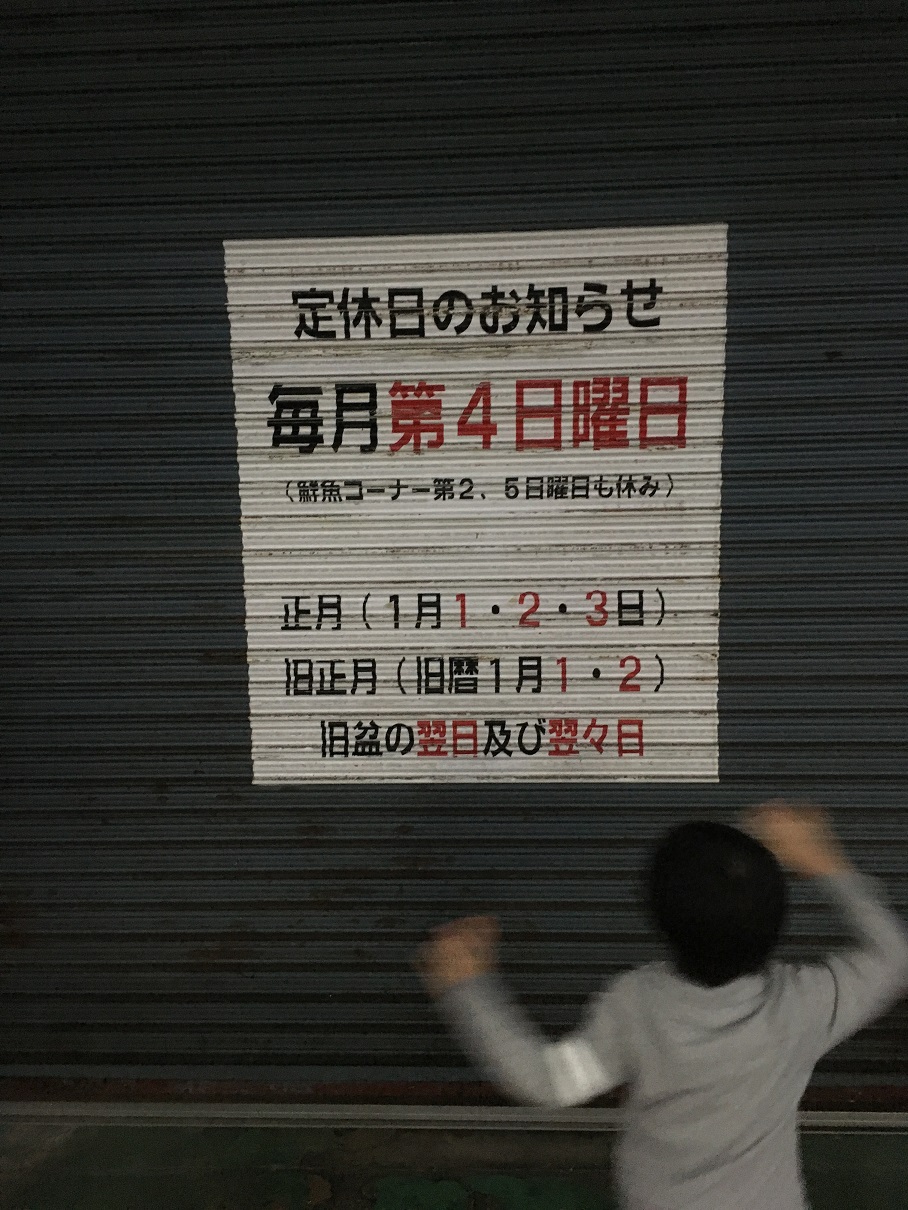 定休日のお知らせ
毎月第4日曜日
（鮮魚コーナー第2、5日曜日も休み）
正月（1月1・2・3日）
旧正月（旧暦1月1・2）
旧盆の翌日及び翌々日